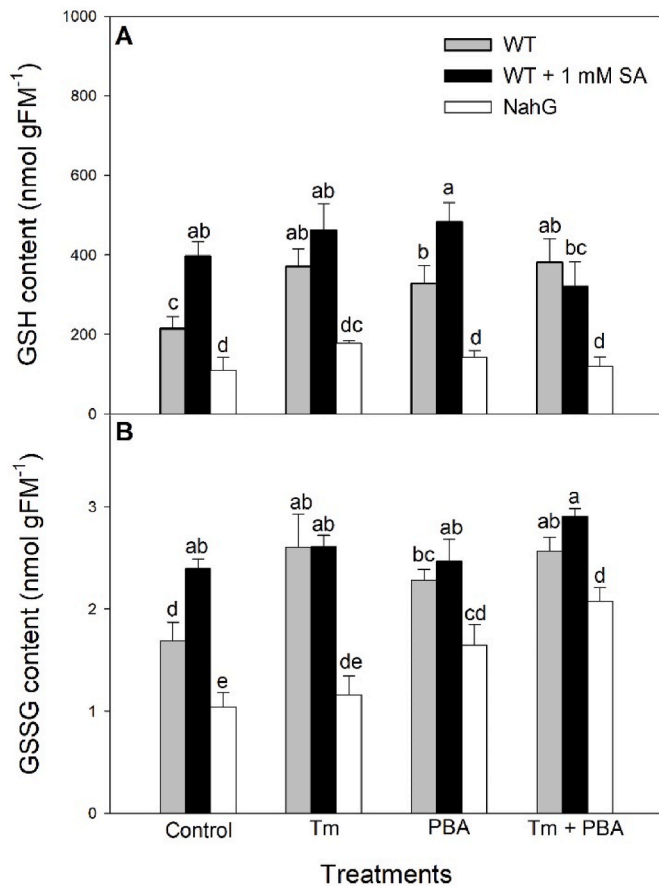 A
WT
WT + 1 mM SA
NahG
GSH content (nmol gFM⁻¹)
1000
800
600
400
200
0
c
ab
d
ab
ab
dc
b
a
d
ab
bc
d
B
GSSG content (nmol gFM⁻¹)
3
2
1
0
d
ab
e
ab
ab
de
bc
ab
cd
ab
a
d
Control
Tm
PBA
Tm + PBA
Treatments